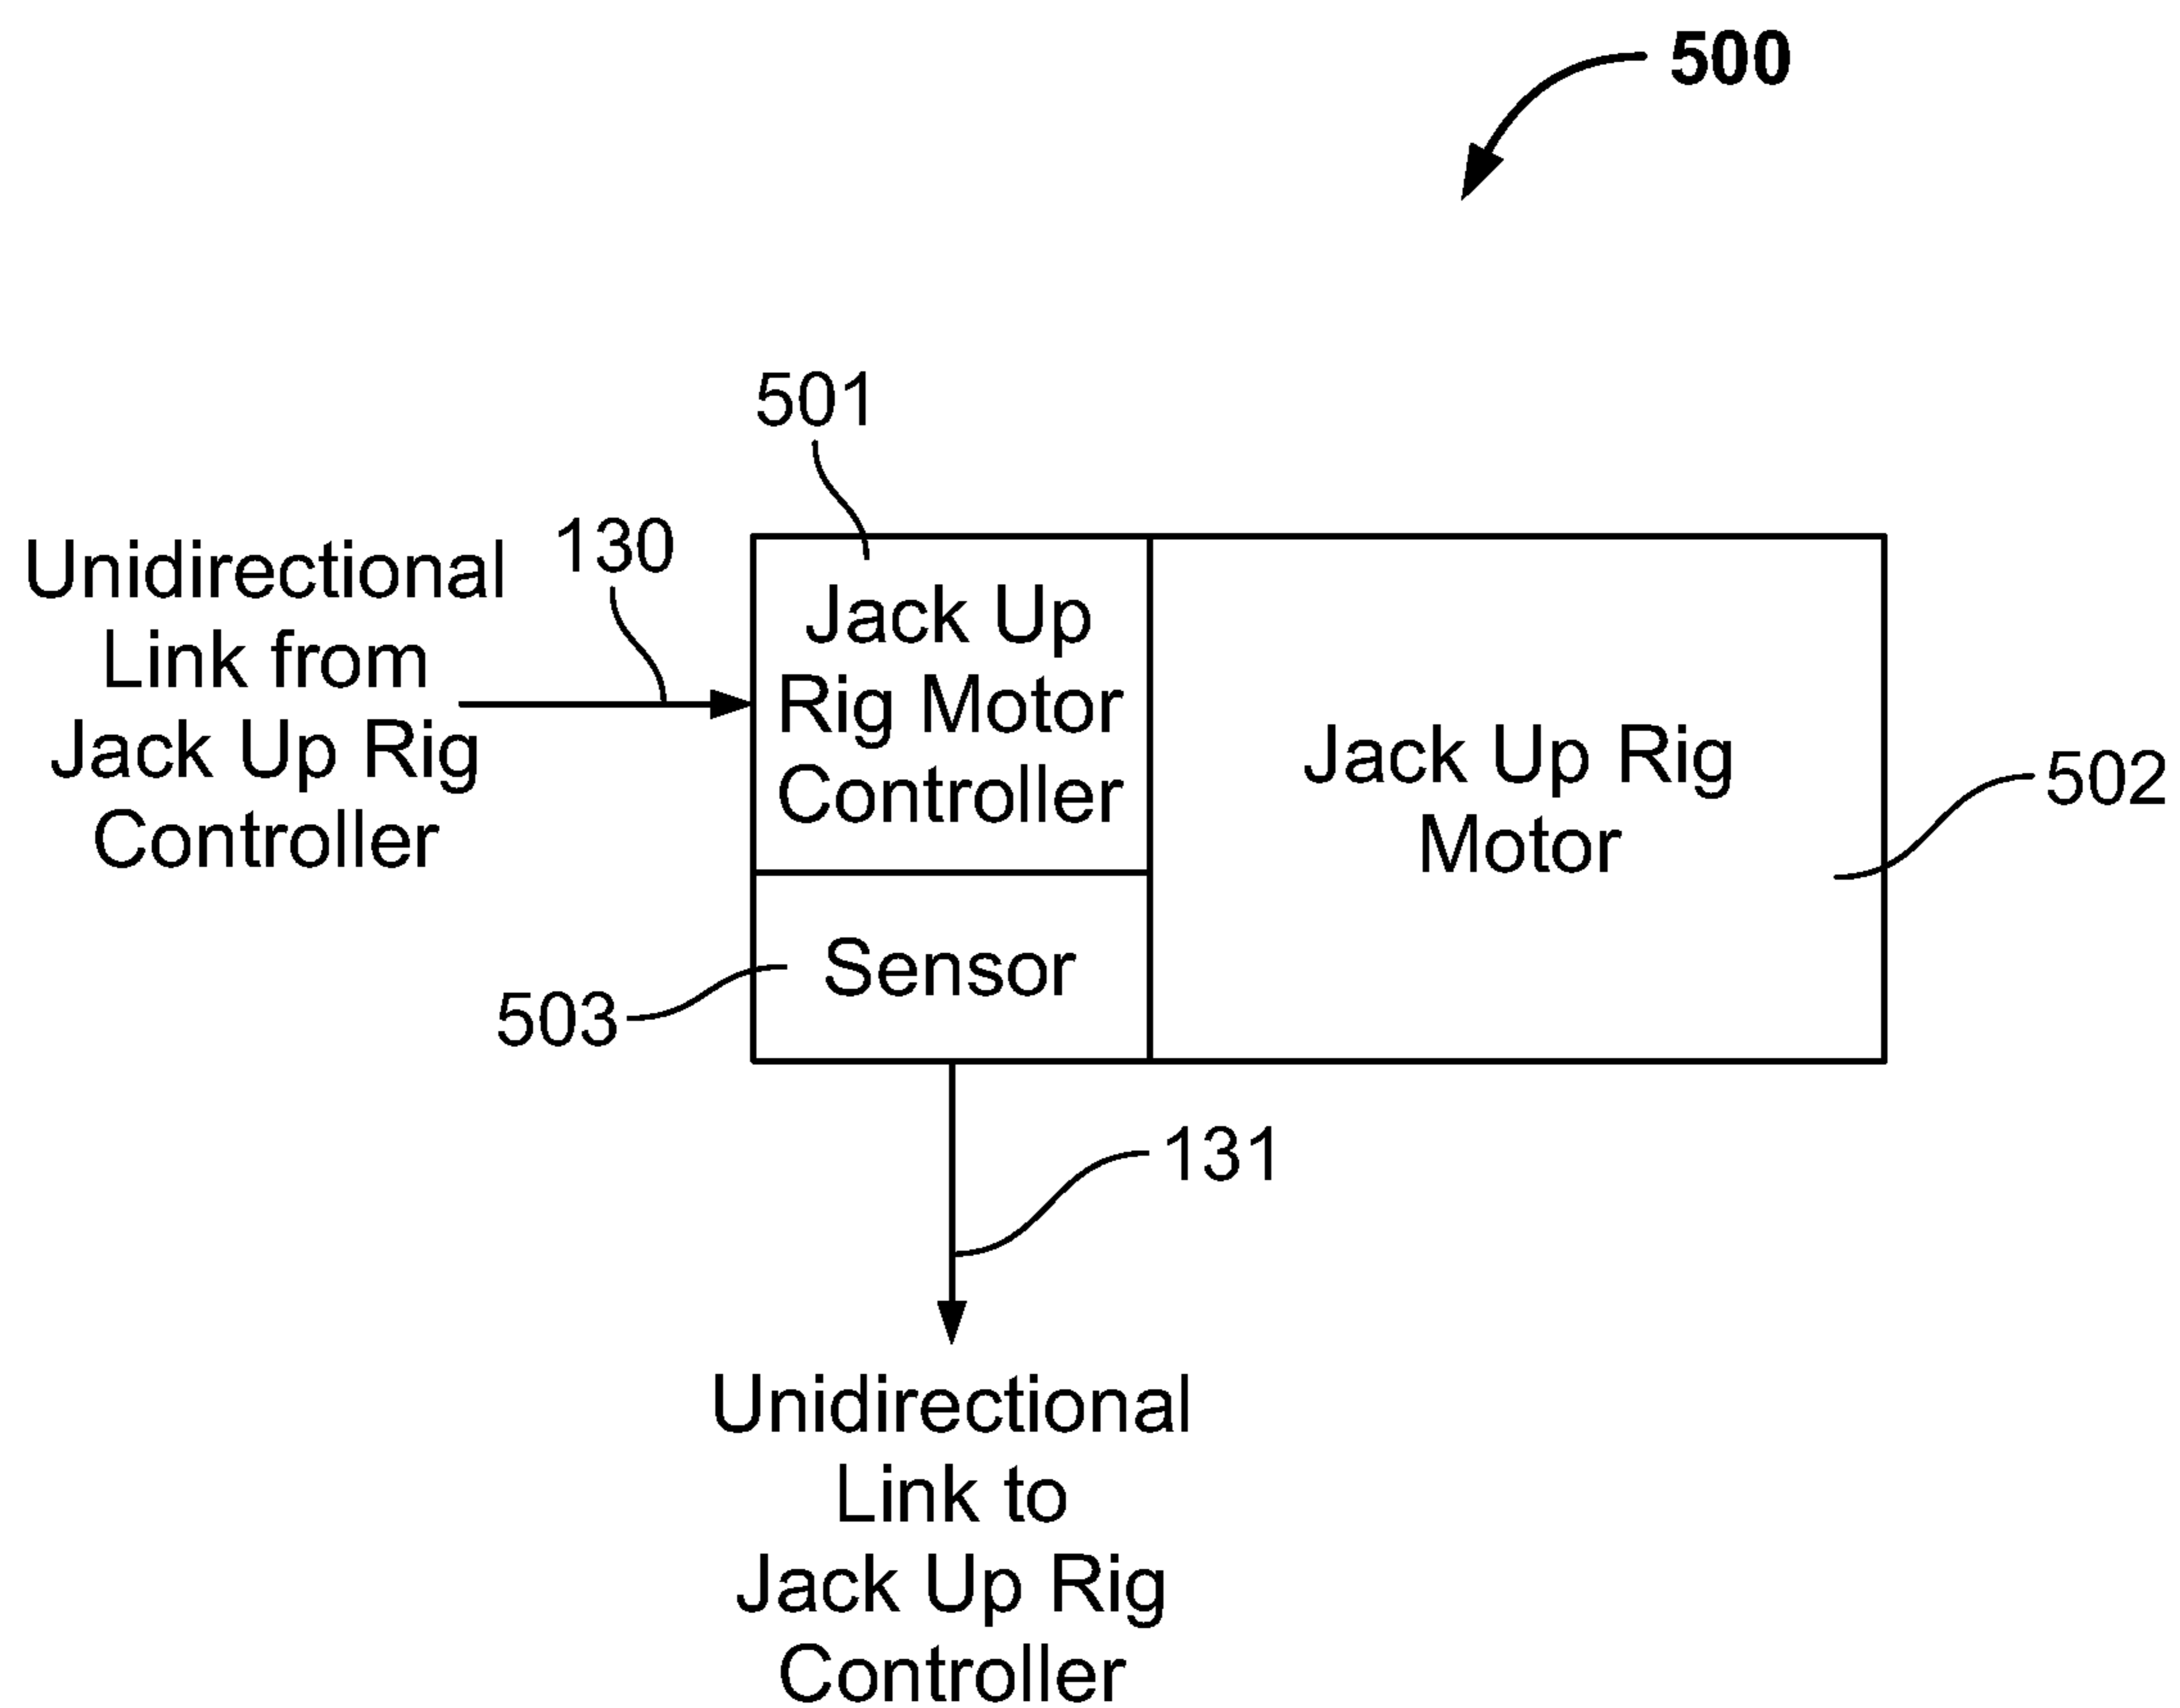 500
501
130
Unidirectional
Link from
Jack Up Rig
Controller
Jack Up
Rig Motor
Controller
Jack Up Rig
Motor
502
Sensor
503
131
Unidirectional
Link to
Jack Up Rig
Controller